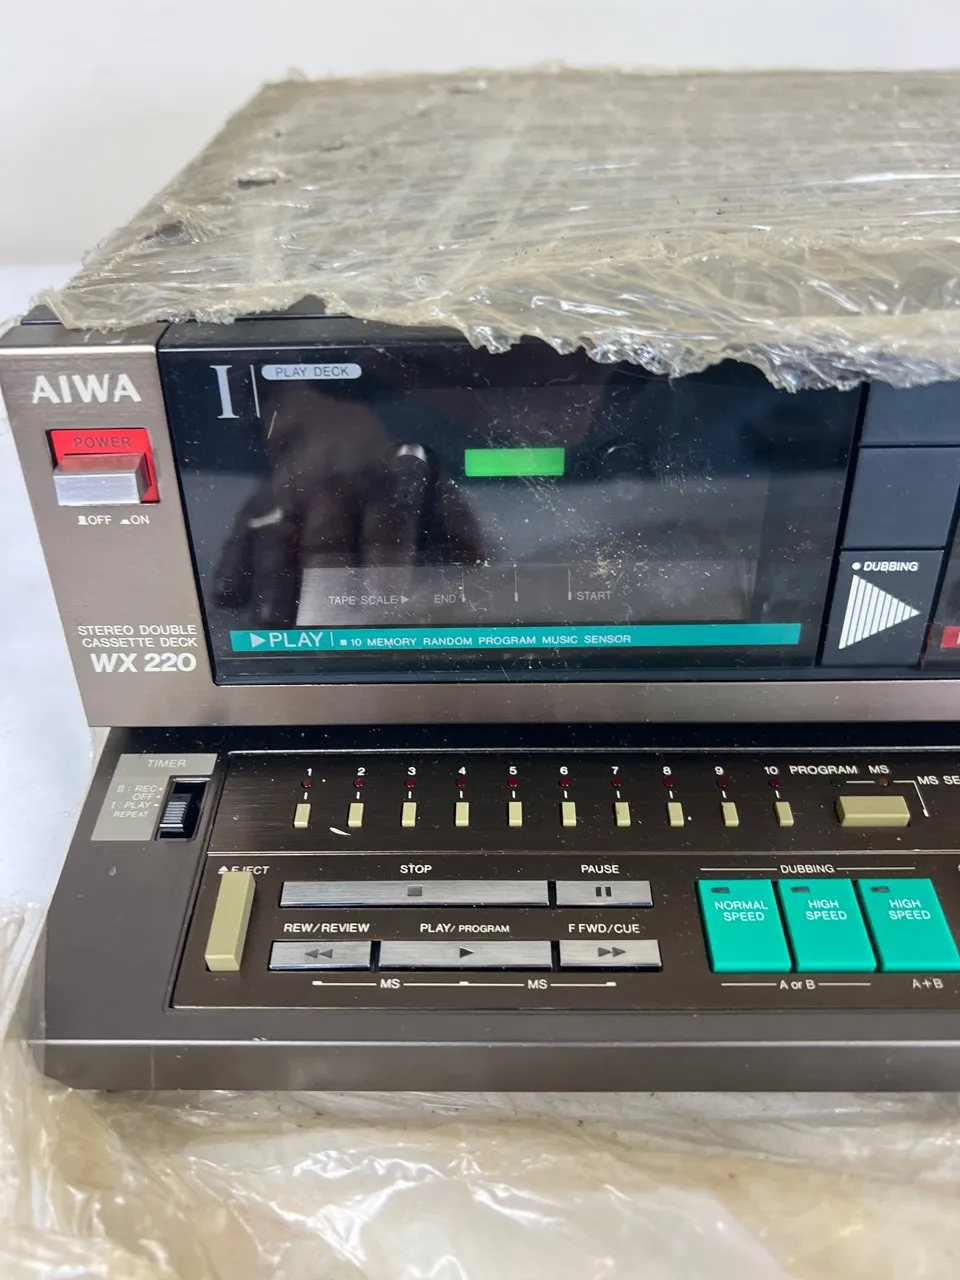 AIWA
POWER
OFF ON
STEREO DOUBLE
CASSETTE DECK
WX 220
I PLAY DECK
TAPE SCALE END START
PLAY 10 MEMORY RANDOM PROGRAM MUSIC SENSOR
DUBBING
TIMER
II : REC
OFF
I : PLAY
REPEAT
1 2 3 4 5 6 7 8 9 10 PROGRAM MS
MS
EJECT
STOP
PAUSE
REW/REVIEW
PLAY/PROGRAM
F FWD/CUE
MS MS
DUBBING
NORMAL
SPEED
HIGH
SPEED
HIGH
SPEED
A or B
A+B